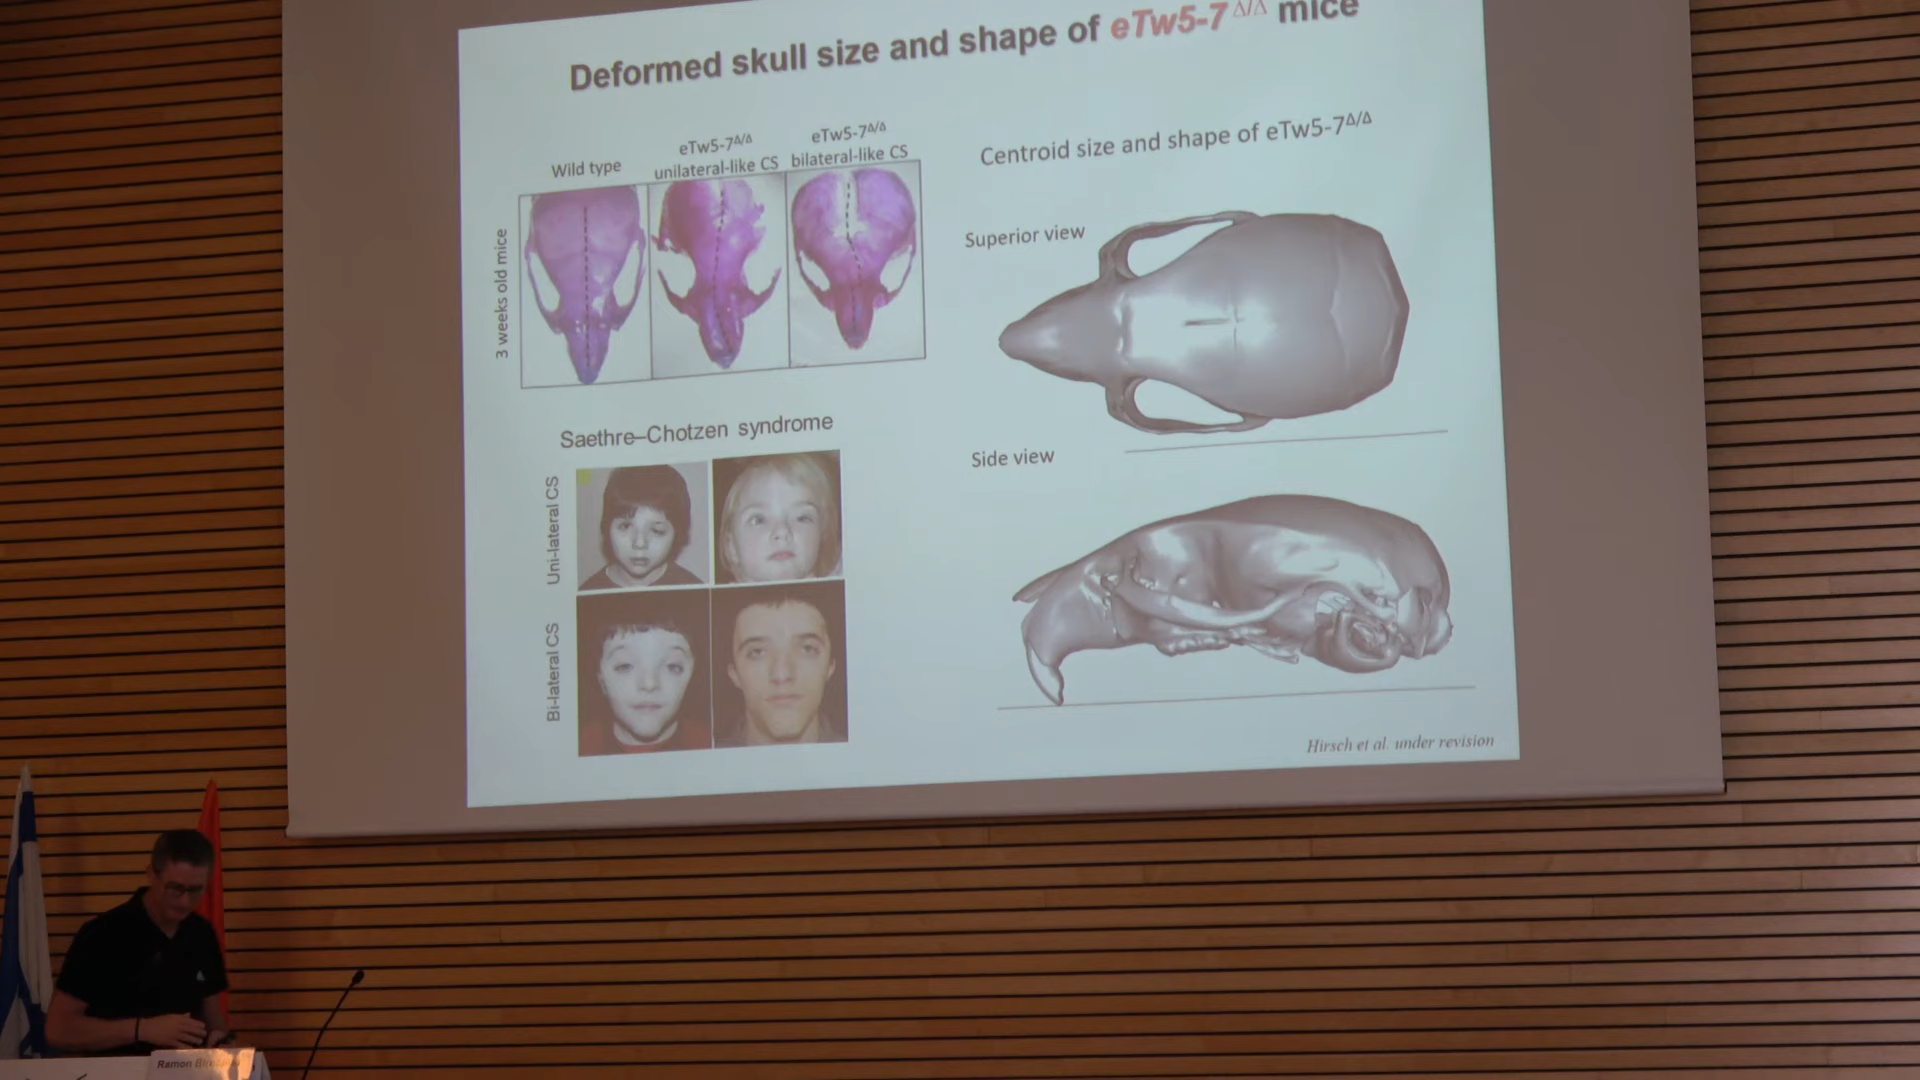 Deformed skull size and shape of eTw5-7 Δ/Δ mice
Wild type
eTw5-7Δ/Δ
unilateral-like CS
eTw5-7Δ/Δ
bilateral-like CS
3 weeks old mice
Centroid size and shape of eTw5-7Δ/Δ
Superior view
Side view
Saethre–Chotzen syndrome
Uni-lateral CS
Bi-lateral CS
Hirsch et al. under revision
Ramon